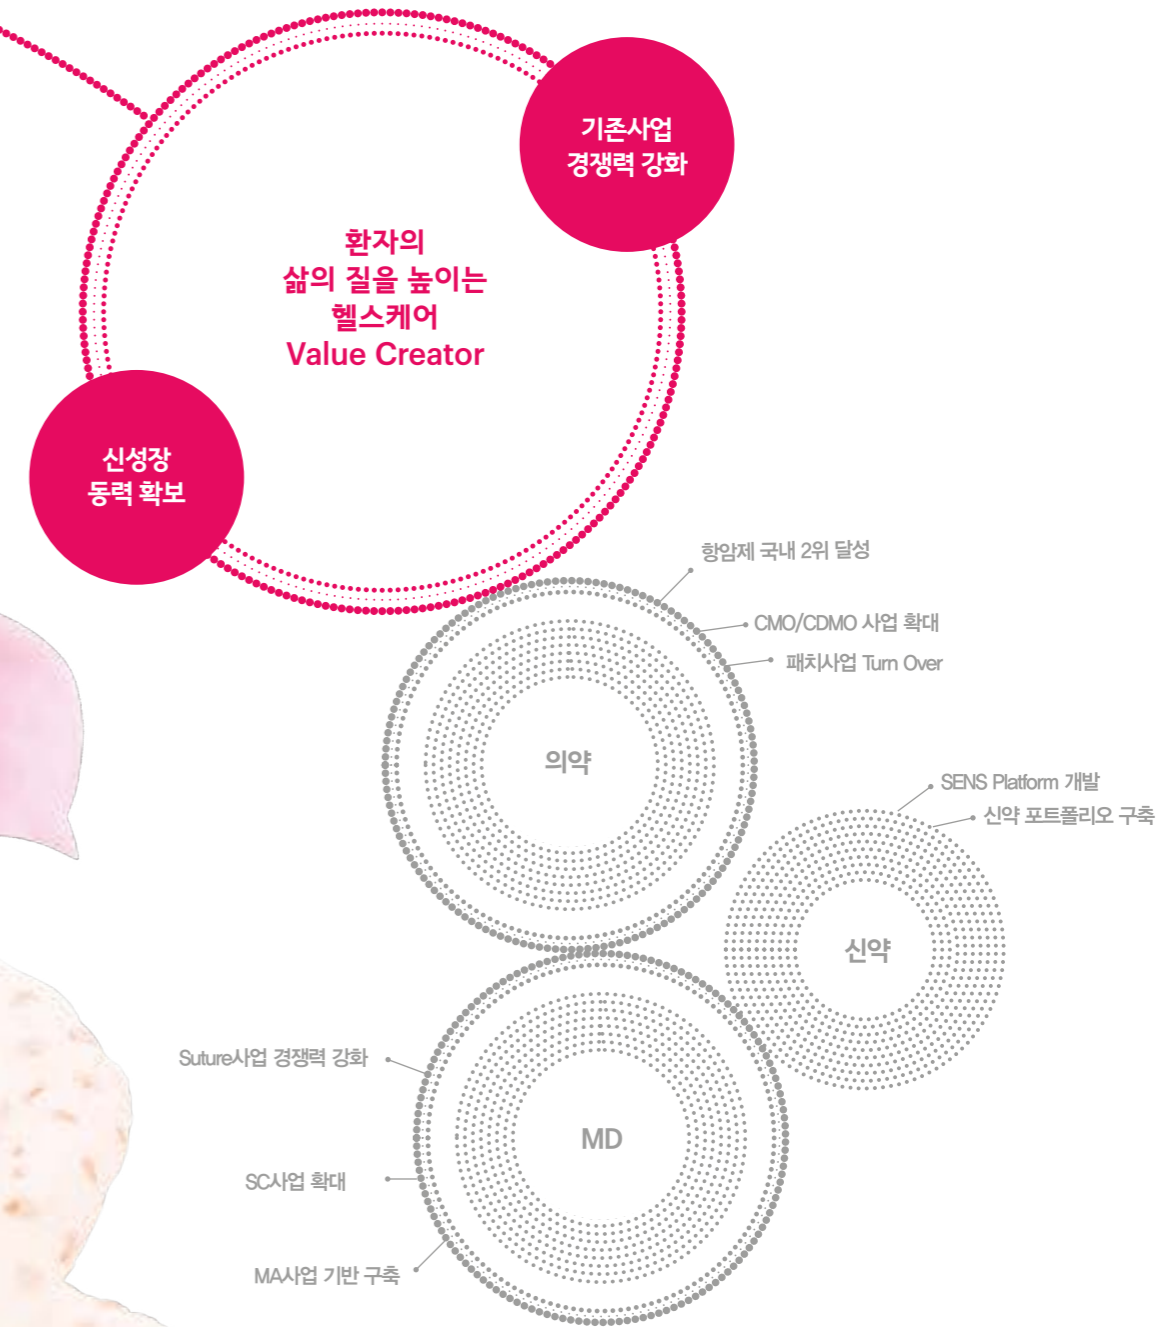 기존사업
경쟁력 강화
환자의
삶의 질을 높이는
헬스케어
Value Creator
신성장
동력 확보
항암제 국내 2위 달성
CMO/CDMO 사업 확대
패치사업 Turn Over
의약
SENS Platform 개발
신약 포트폴리오 구축
신약
Suture사업 경쟁력 강화
MD
SC사업 확대
MA사업 기반 구축